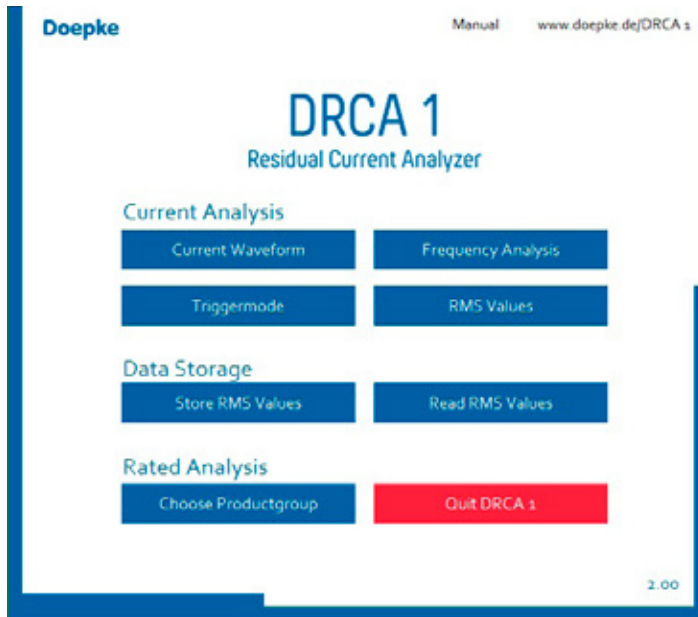 Doepke
Manual www.doepke.de/DRCA 1
DRCA 1
Residual Current Analyzer
Current Analysis
Current Waveform
Frequency Analysis
Triggermode
RMS Values
Data Storage
Store RMS Values
Read RMS Values
Rated Analysis
Choose Productgroup
Quit DRCA 1
2.00